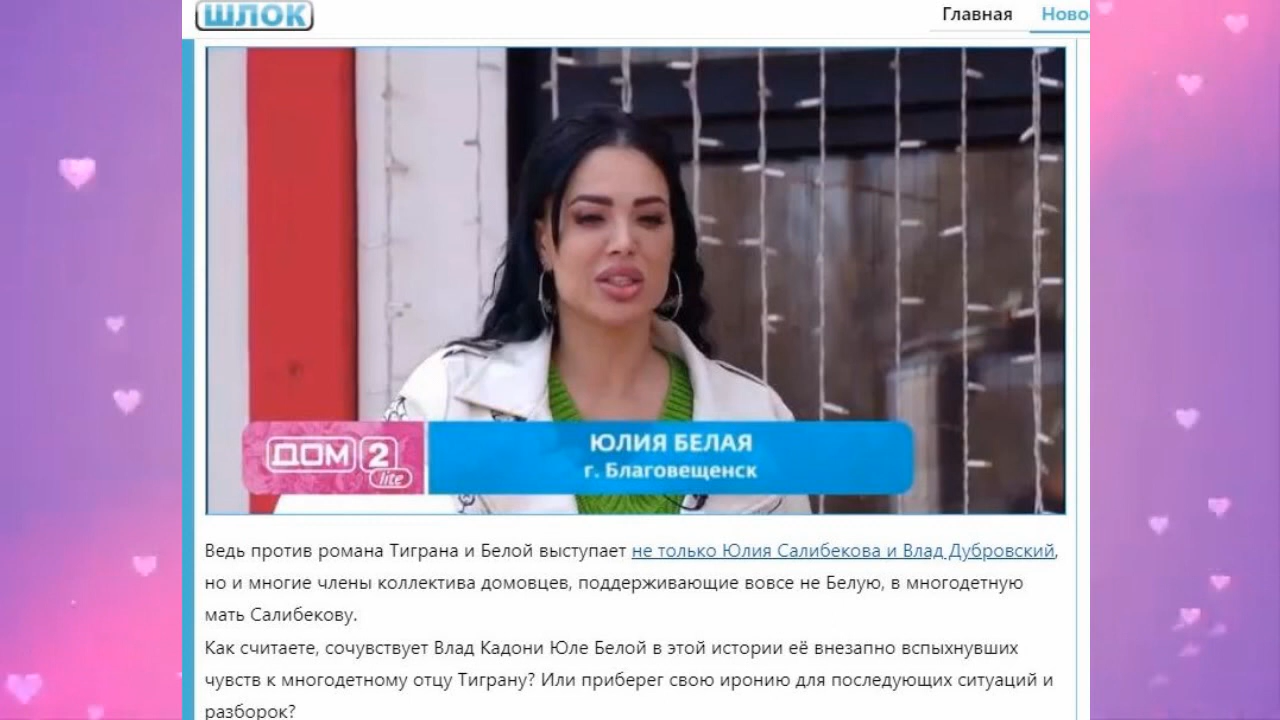 ШЛОК
Главная Ново
ДОМ 2 lite
ЮЛИЯ БЕЛАЯ
г. Благовещенск
Ведь против романа Тиграна и Белой выступает не только Юлия Салибекова и Влад Дубровский,
но и многие члены коллектива домовцев, поддерживающие вовсе не Белую, в многодетную
мать Салибекову.
Как считаете, сочувствует Влад Кадони Юле Белой в этой истории её внезапно вспыхнувших
чувств к многодетному отцу Тиграну? Или приберег свою иронию для последующих ситуаций и
разборок?